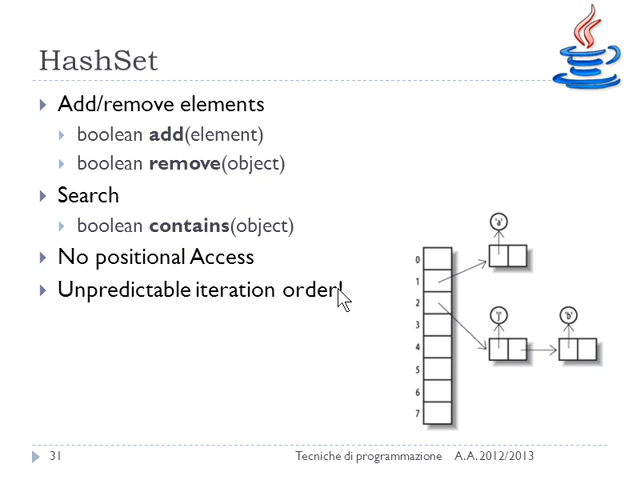 HashSet
Add/remove elements
boolean add(element)
boolean remove(object)
Search
boolean contains(object)
No positional Access
Unpredictable iteration order!
'a'
0
1
2
3
4
5
6
7
'b'
31 Tecniche di programmazione A.A. 2012/2013